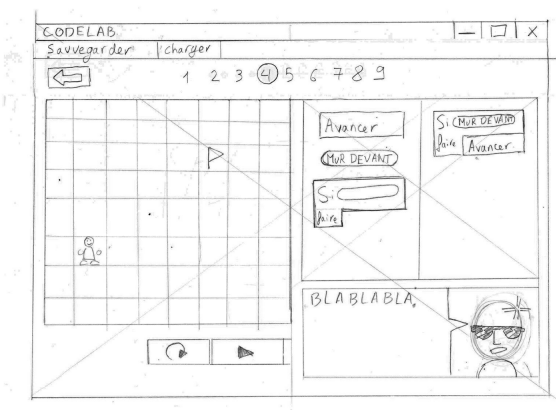 CODELAB
Sauvegarder charger
1 2 3 4 5 6 7 8 9
Avancer
MUR DEVANT
Si
faire
Si MUR DEVANT
faire Avancer
BLABLABLA.